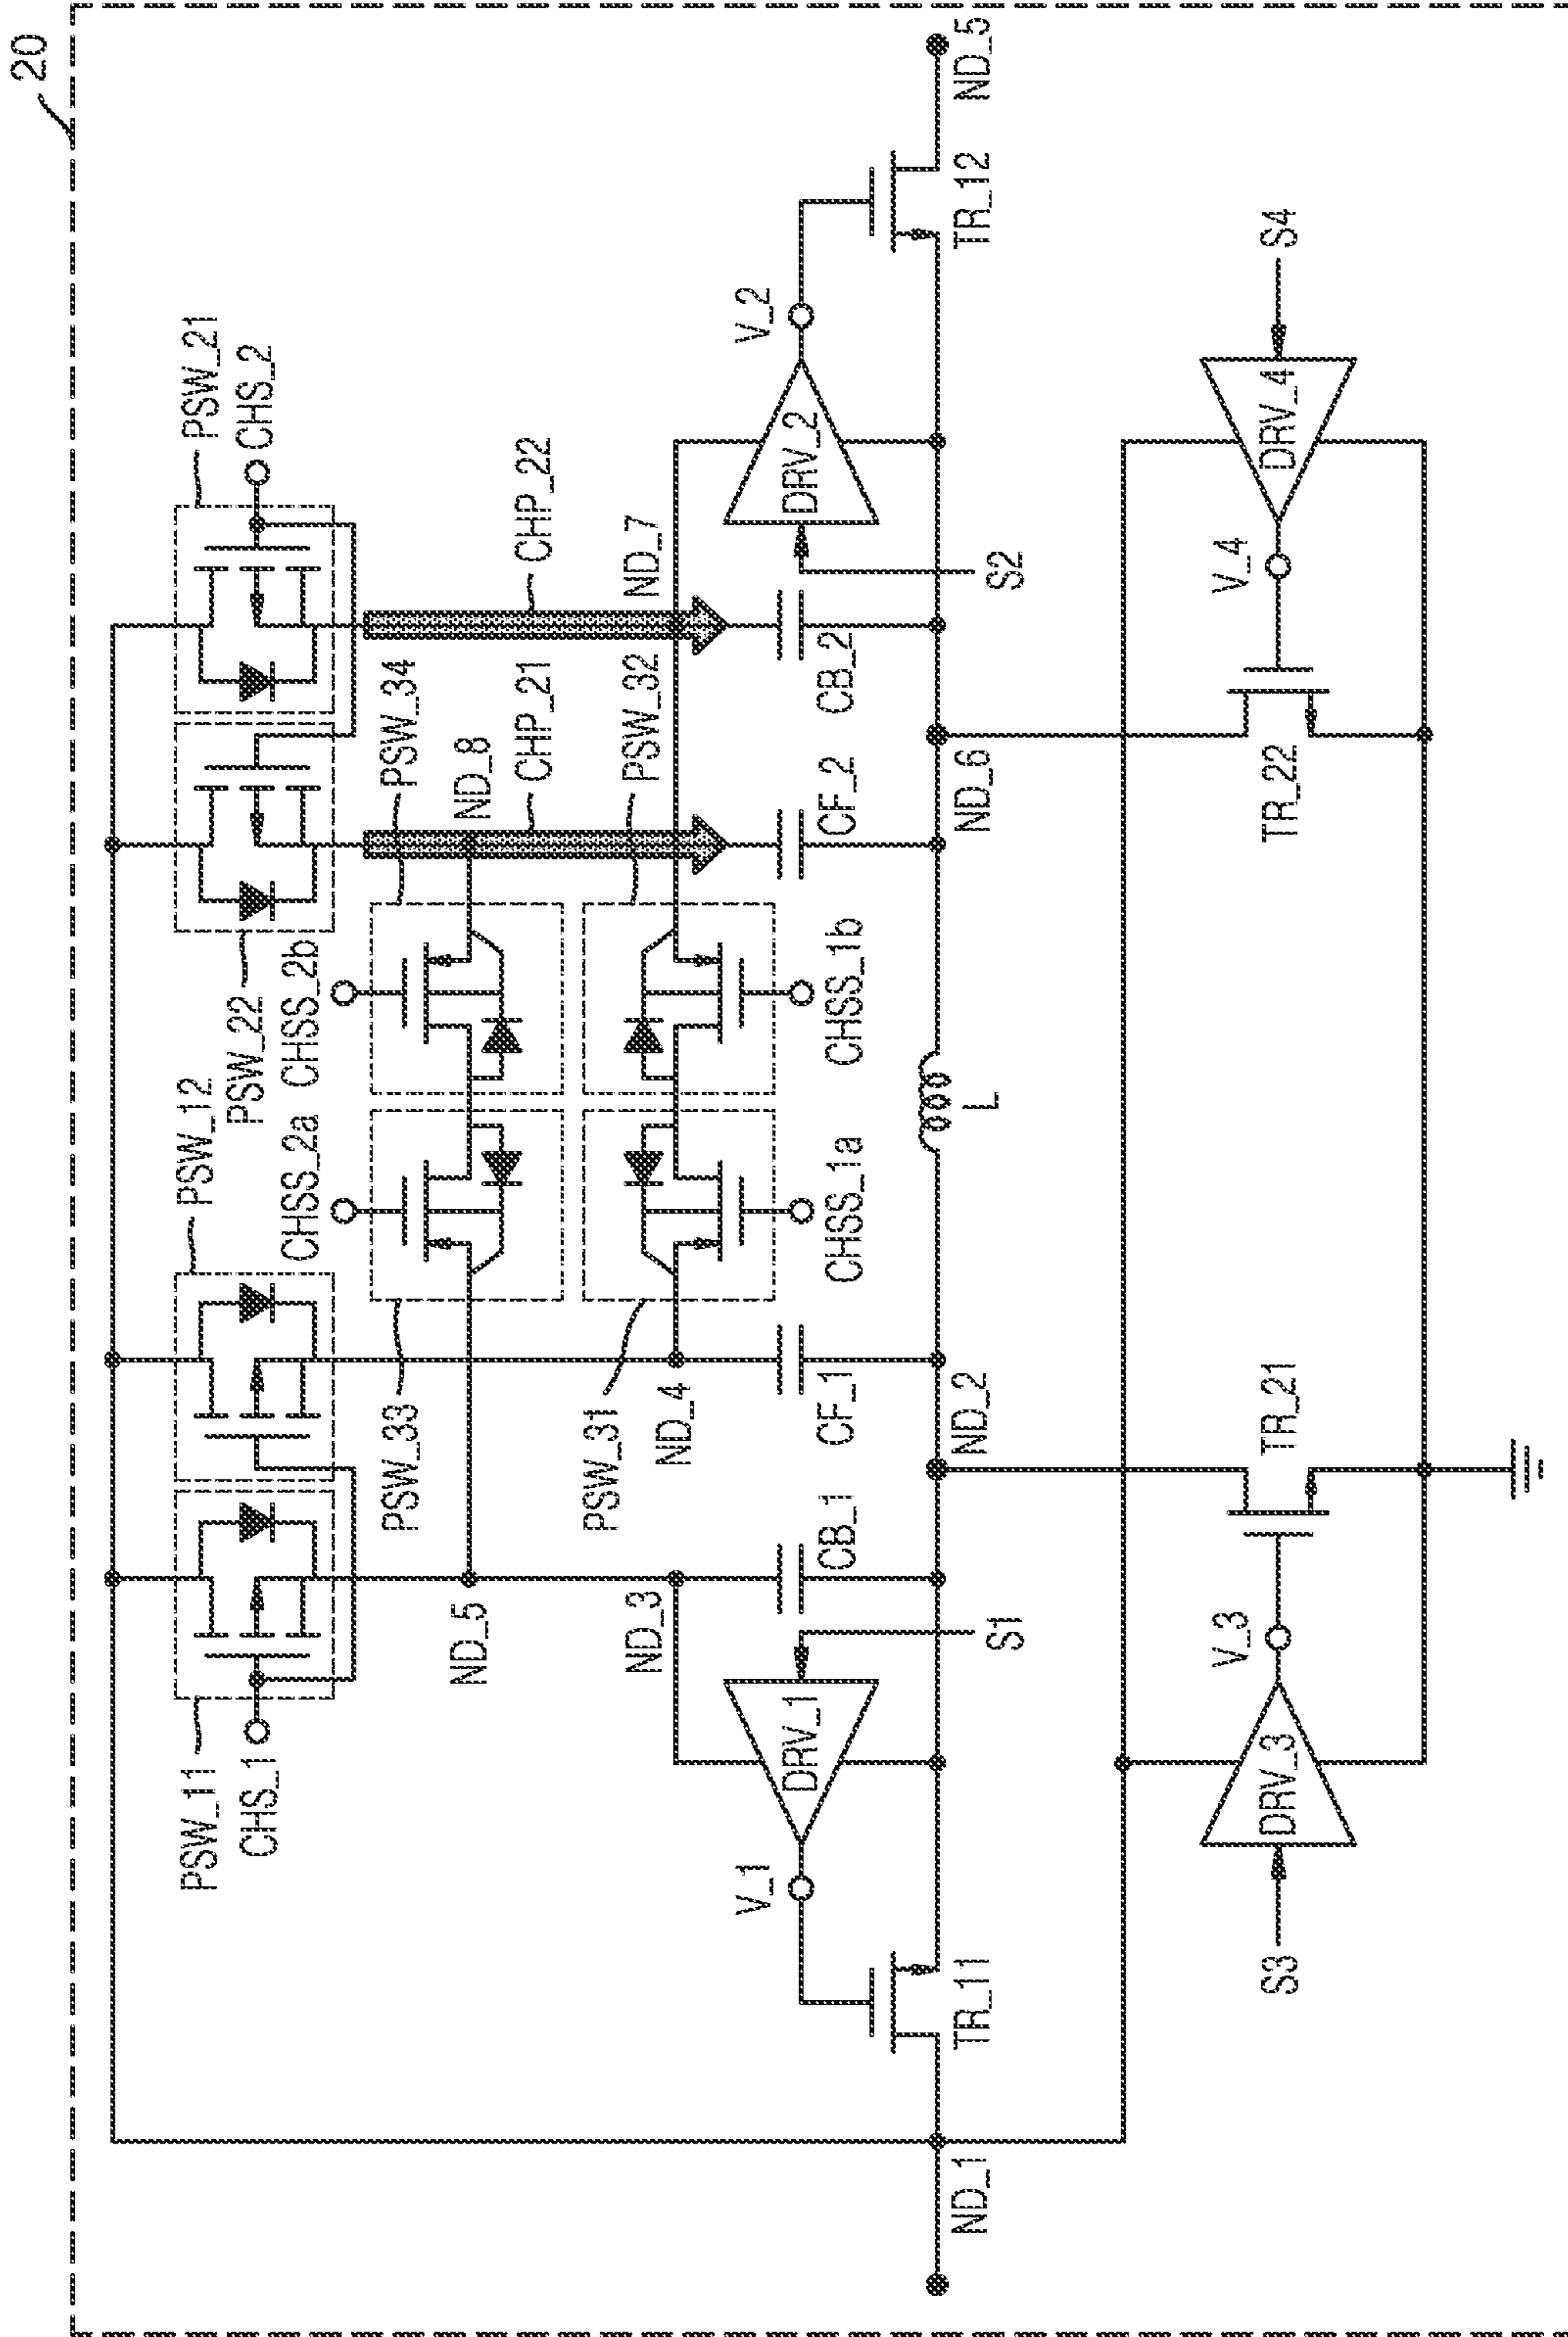 20
PSW_11
CHS_1
PSW_12
PSW_22
PSW_21
CHS_2
CHSS_2a
CHSS_2b
PSW_33
PSW_34
ND_5
ND_8
CHP_21
CHP_22
PSW_31
PSW_32
ND_3
ND_4
ND_7
CHSS_1a
CHSS_1b
V_1
DRV_1
CB_1
CF_1
CF_2
CB_2
DRV_2
V_2
S1
S2
ND_1
TR_11
ND_2
L
ND_6
TR_12
ND_5
S3
DRV_3
V_3
TR_21
TR_22
V_4
DRV_4
S4